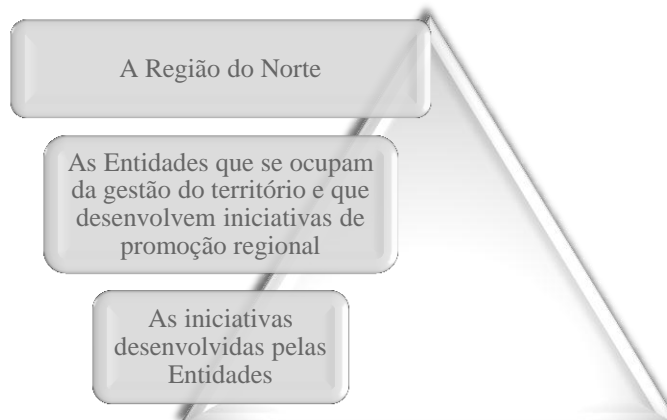 A Região do Norte
As Entidades que se ocupam
da gestão do território e que
desenvolvem iniciativas de
promoção regional
As iniciativas
desenvolvidas pelas
Entidades